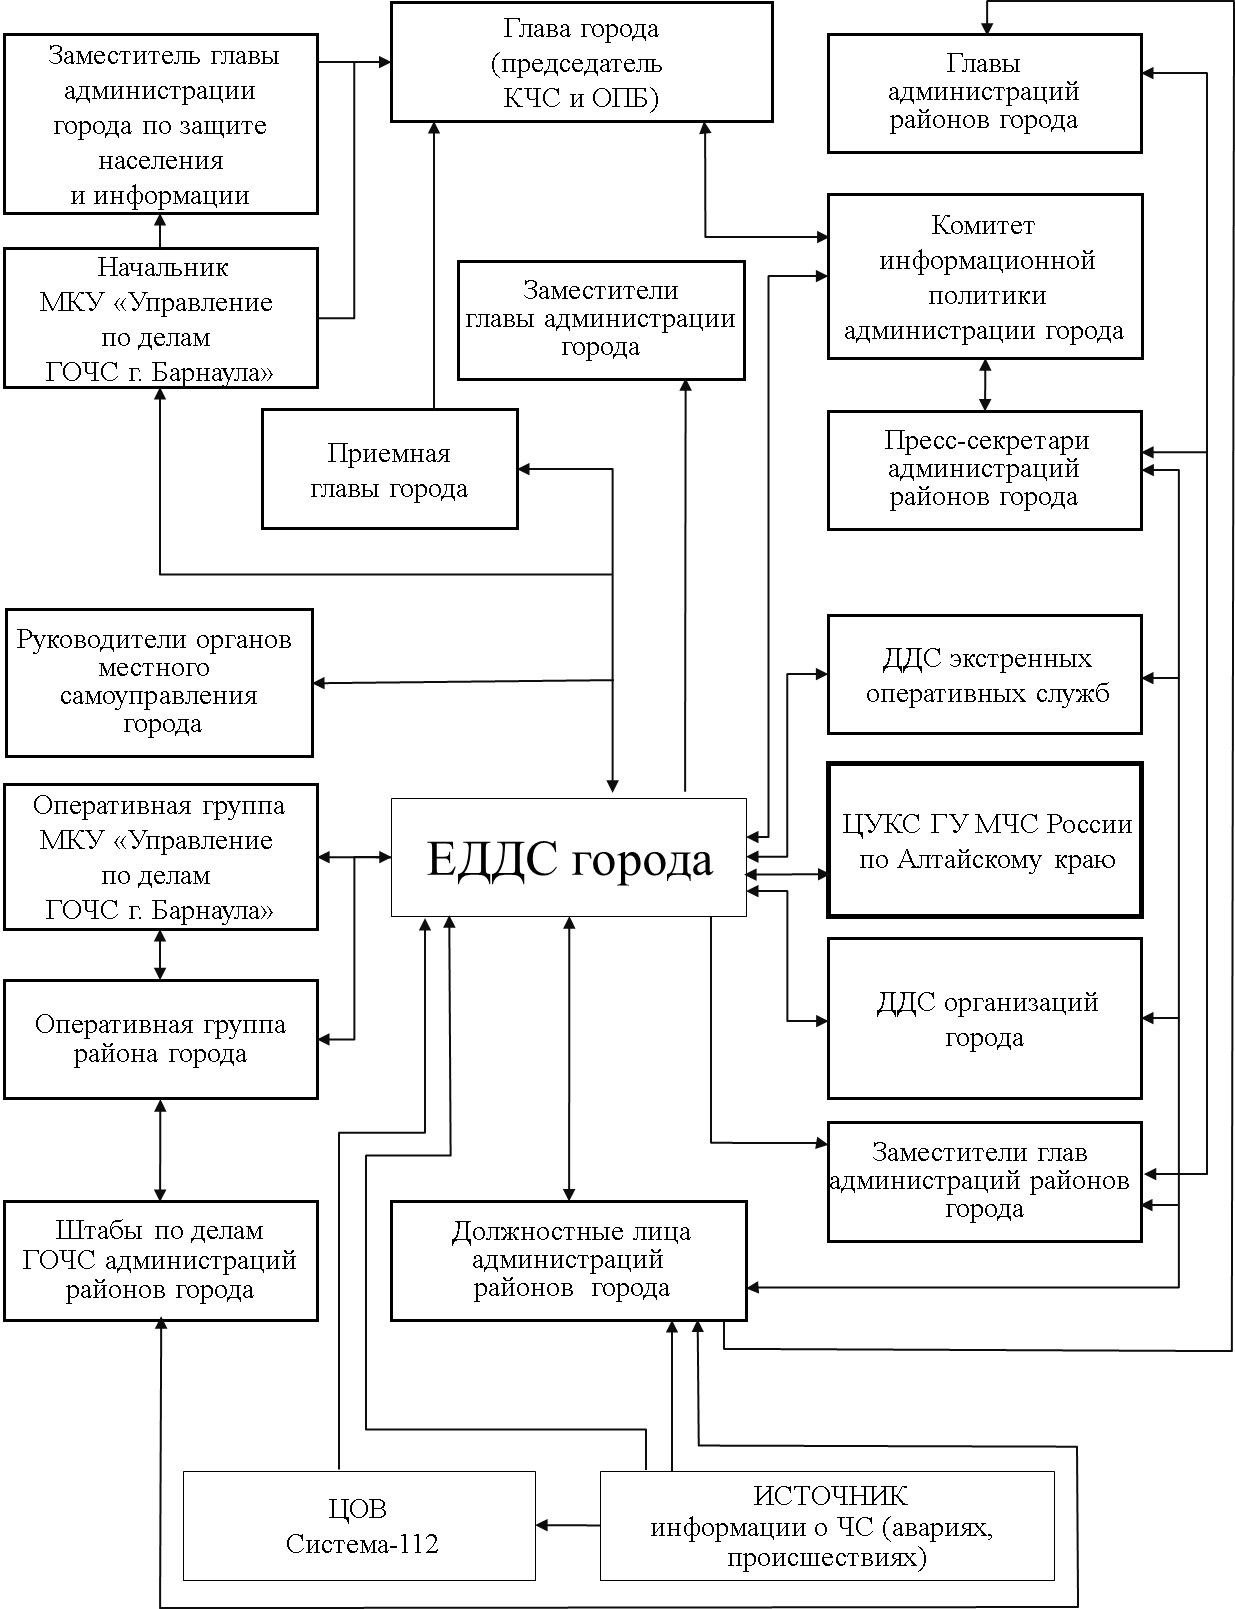 Заместитель главы
администрации
города по защите
населения
и информации
Глава города
(председатель
КЧС и ОПБ)
Главы
администраций
районов города
Начальник
МКУ «Управление
по делам
ГОЧС г. Барнаула»
Заместители
главы администрации
города
Комитет
информационной
политики
администрации города
Приемная
главы города
Пресс-секретари
администраций
районов города
Руководители органов
местного
самоуправления
города
ДДС экстренных
оперативных служб
Оперативная группа
МКУ «Управление
по делам
ГОЧС г. Барнаула»
ЕДДС города
ЦУКС ГУ МЧС России
по Алтайскому краю
Оперативная группа
района города
ДДС организаций
города
Заместители глав
администраций районов
города
Штабы по делам
ГОЧС администраций
районов города
Должностные лица
администраций
районов города
ЦОВ
Система-112
ИСТОЧНИК
информации о ЧС (авариях,
происшествиях)